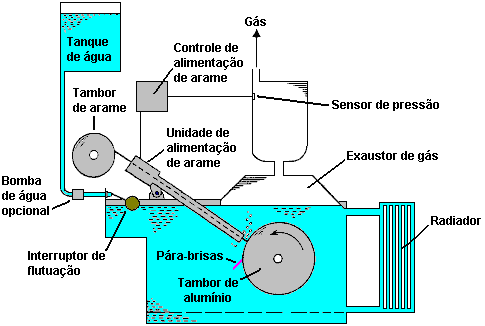 Gás
Tanque
de água
Controle de
alimentação
de arame
Tambor
de arame
Sensor de pressão
Unidade de
alimentação
de arame
Exaustor de gás
Bomba
de água
opcional
Radiador
Interruptor de
flutuação
Pára-brisas
Tambor de
alumínio